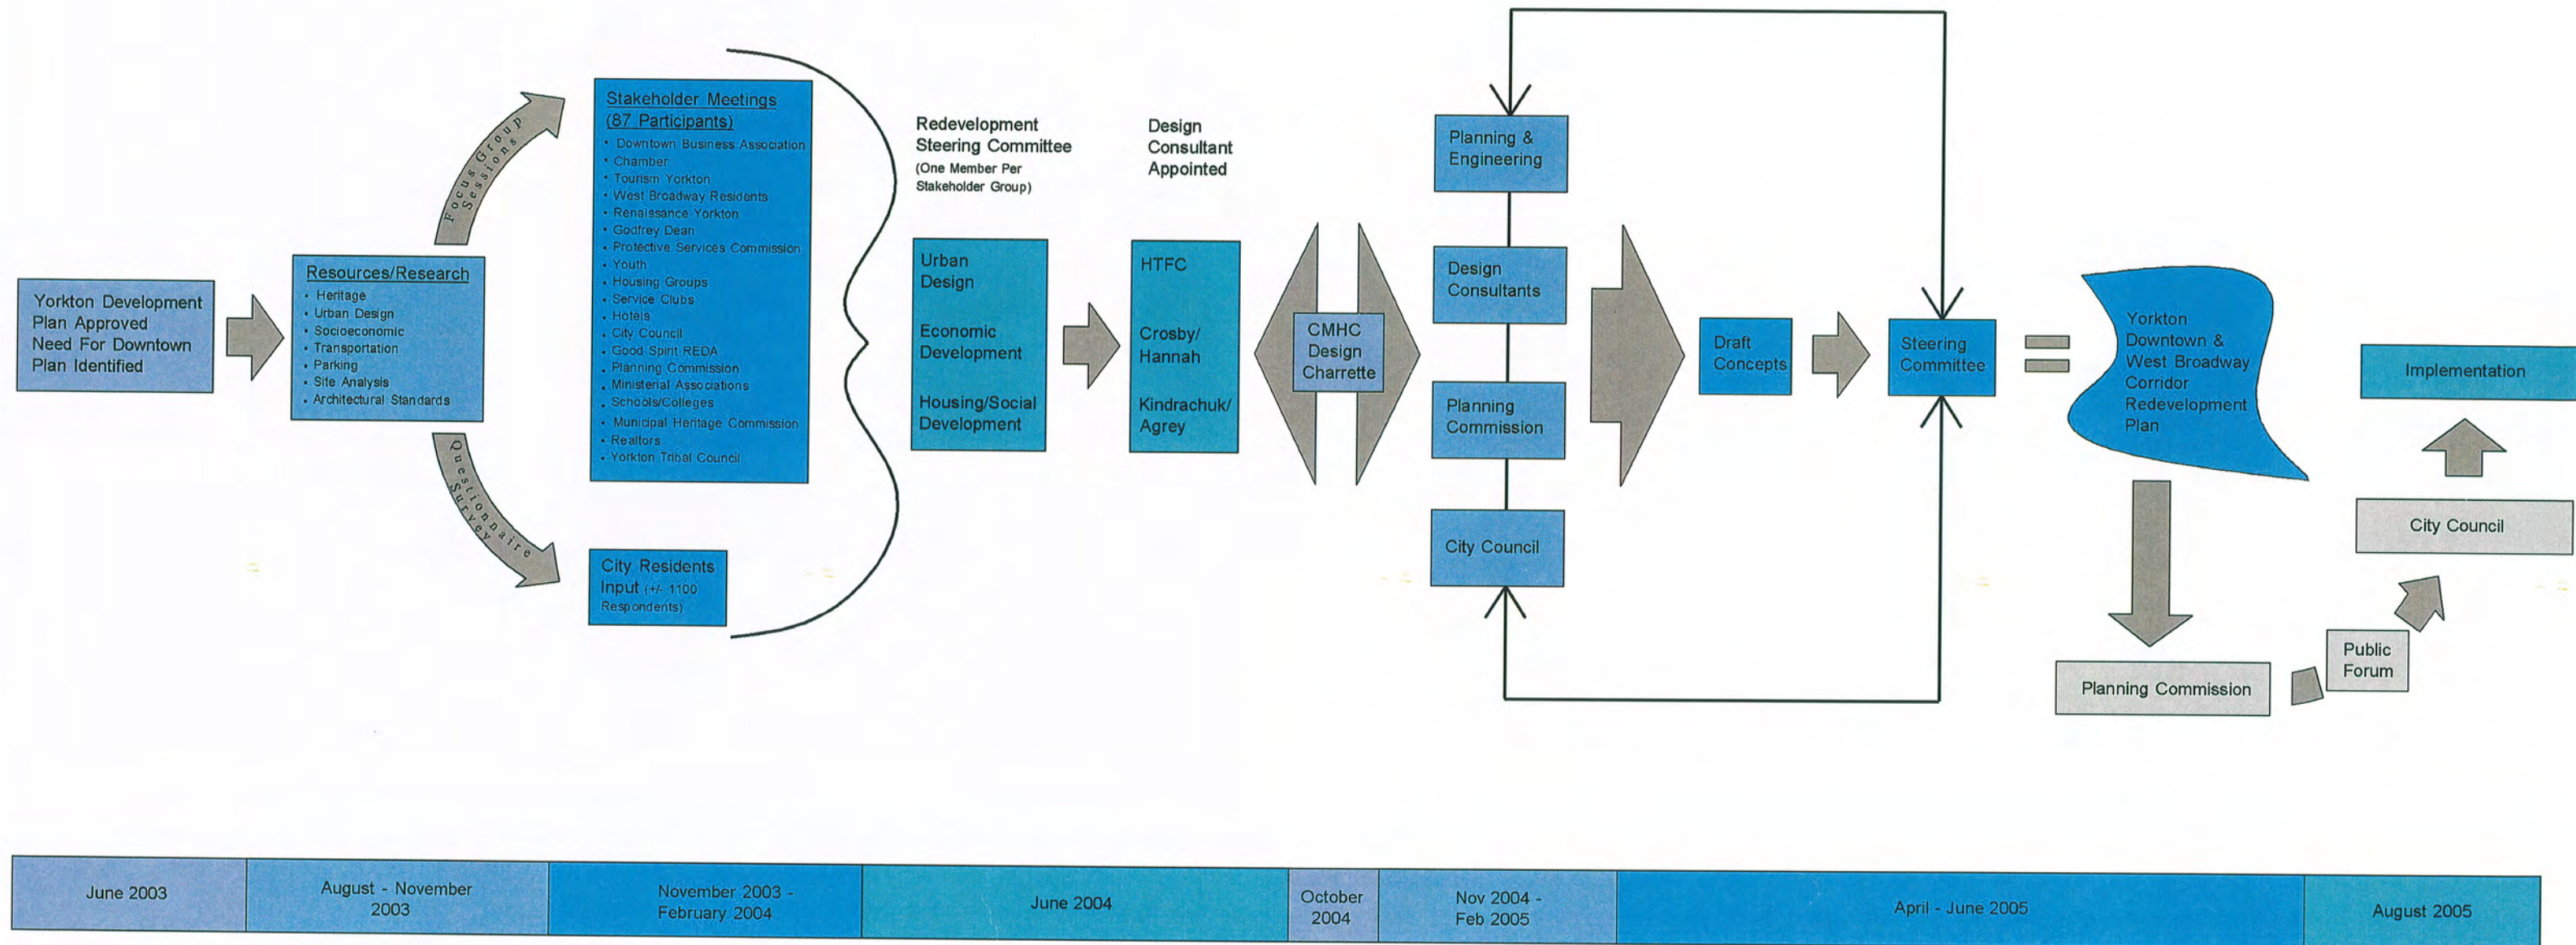 Yorkton Development
Plan Approved
Need For Downtown
Plan Identified
Resources/Research
• Heritage
• Urban Design
• Socioeconomic
• Transportation
• Parking
• Site Analysis
• Architectural Standards
Focus Group
Sessions
Questionnaire
Survey
Stakeholder Meetings
(87 Participants)
• Downtown Business Association
• Chamber
• Tourism Yorkton
• West Broadway Residents
• Renaissance Yorkton
• Godfrey Dean
• Protective Services Commission
• Youth
• Housing Groups
• Service Clubs
• Hotels
• City Council
• Good Spirit REDA
• Planning Commission
• Ministerial Associations
• Schools/Colleges
• Municipal Heritage Commission
• Realtors
• Yorkton Tribal Council
City Residents
Input (+/- 1100
Respondents)
Redevelopment
Steering Committee
(One Member Per
Stakeholder Group)
Urban
Design
Economic
Development
Housing/Social
Development
Design
Consultant
Appointed
HTFC
Crosby/
Hannah
Kindrachuk/
Agrey
CMHC
Design
Charrette
Planning &
Engineering
Design
Consultants
Planning
Commission
City Council
Draft
Concepts
Steering
Committee
Yorkton
Downtown &
West Broadway
Corridor
Redevelopment
Plan
Planning Commission
Public
Forum
City Council
Implementation
June 2003
August - November
2003
November 2003 -
February 2004
June 2004
October
2004
Nov 2004 -
Feb 2005
April - June 2005
August 2005